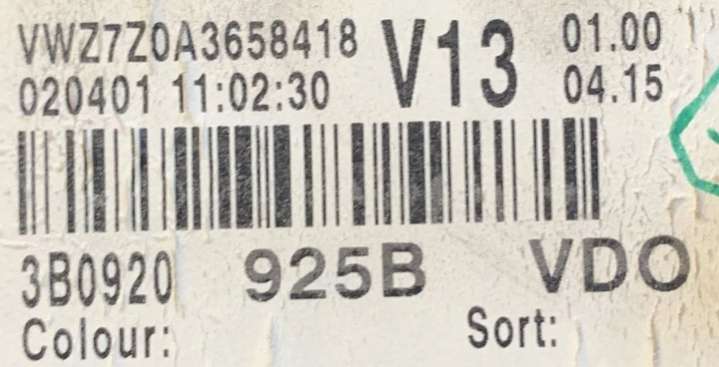 VWZ7Z0A3658418 V13 01.00
020401 11:02:30 04.15
3B0920 925B VDO
Colour: Sort: